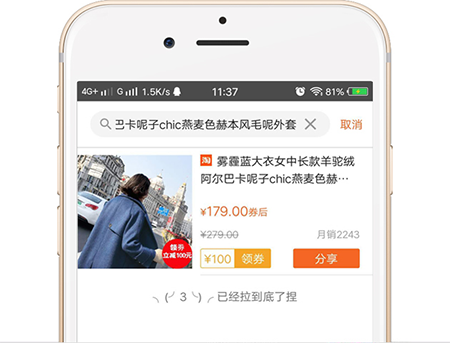 4G+ G 1.5K/s 11:37 81%
巴卡呢子chic燕麦色赫本风毛呢外套 取消
淘 雾霾蓝大衣女中长款羊驼绒
阿尔巴卡呢子chic燕麦色赫…
¥179.00券后
¥279.00 月销2243
¥100 领券 分享
领券
立减100元
╮(╯3╰)╭已经拉到底了捏